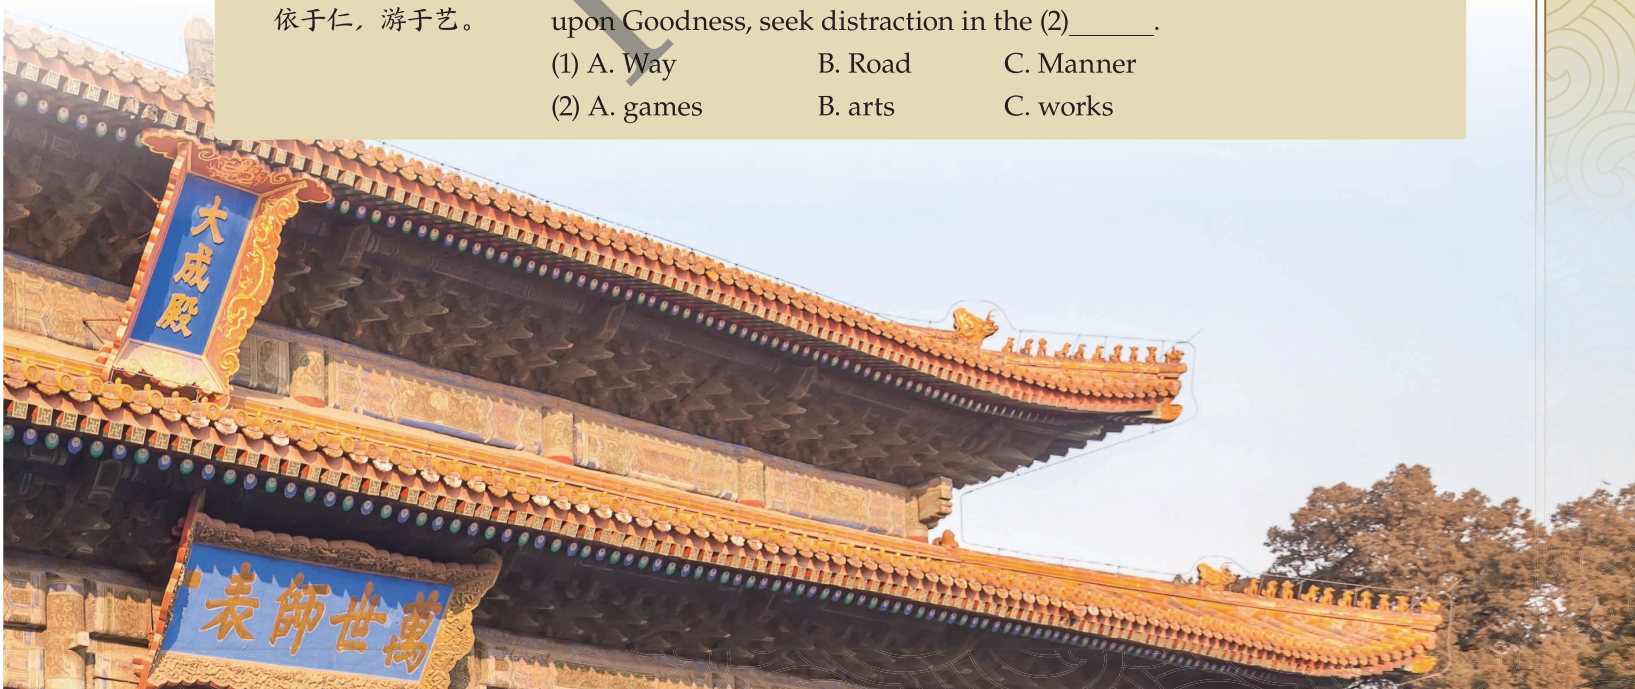 依于仁，游于艺。 upon Goodness, seek distraction in the (2)______.
(1) A. Way B. Road C. Manner
(2) A. games B. arts C. works
大成殿
萬世師表